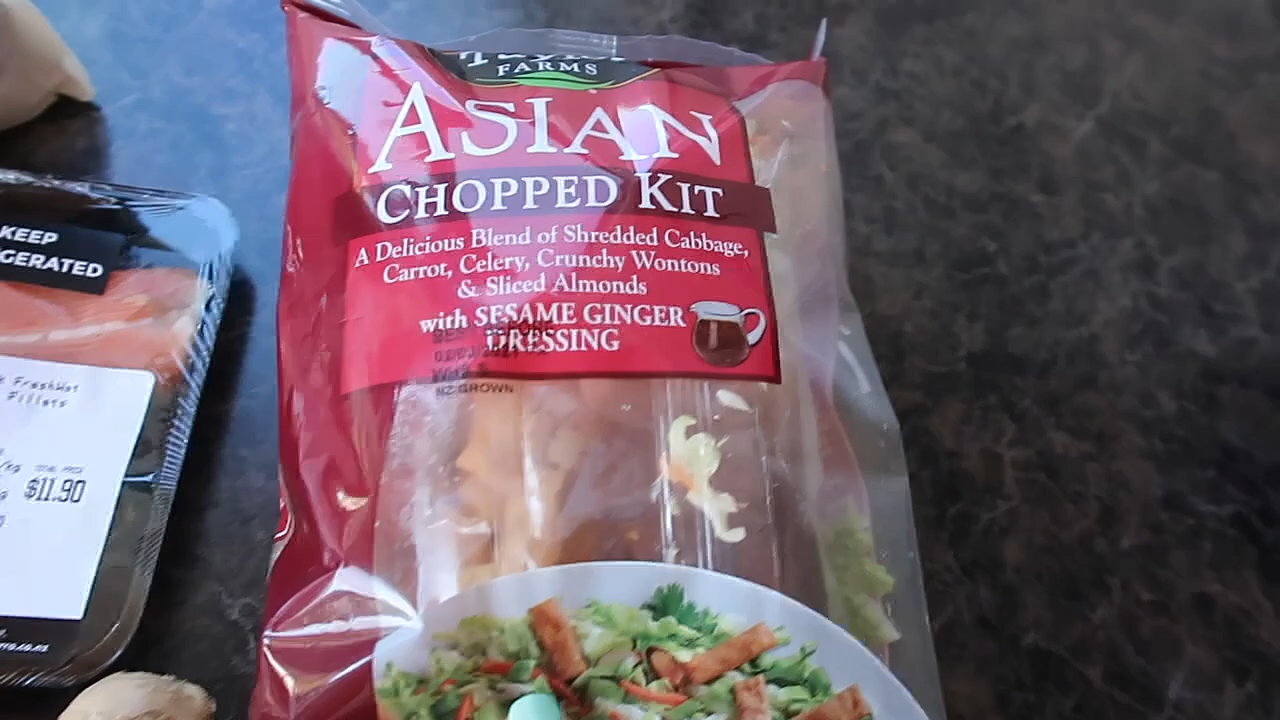 FARMS
ASIAN
CHOPPED KIT
A Delicious Blend of Shredded Cabbage,
Carrot, Celery, Crunchy Wontons
& Sliced Almonds
with SESAME GINGER
DRESSING
NZ GROWN
KEEP
GERATED
Fillets
$11.90